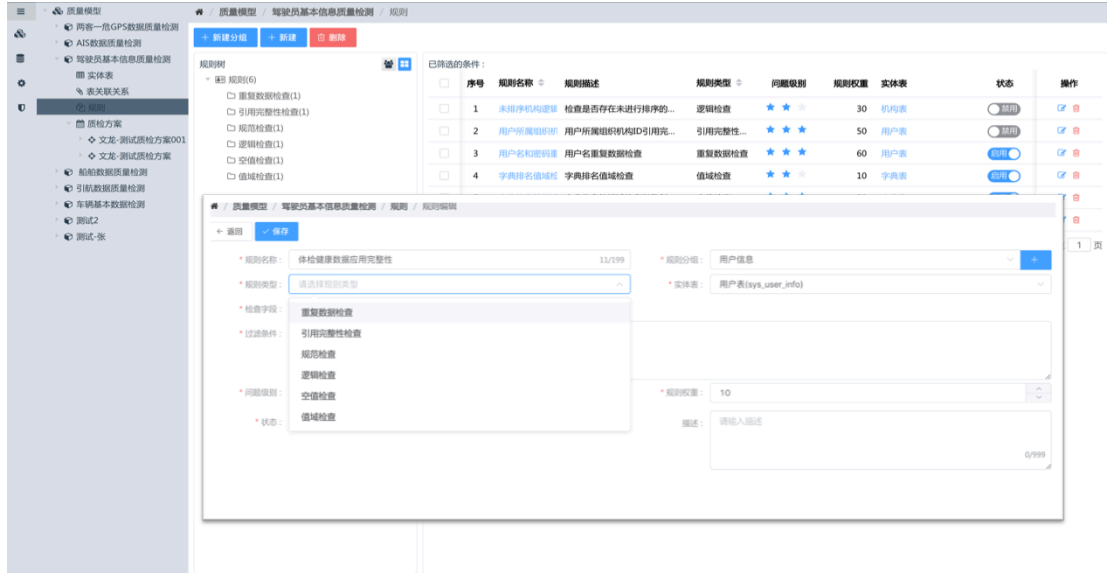 质量模型
两客一危GPS数据质量检测
AIS数据质量检测
驾驶员基本信息质量检测
实体表
表关联关系
规则
质检方案
文龙-测试质检方案001
文龙-测试质检方案
船舶数据质量检测
引航数据质量检测
车辆基本数据检测
测试2
测试-张
/ 质量模型 / 驾驶员基本信息质量检测 / 规则
+ 新建分组 + 新建 删除
规则树
规则(6)
重复数据检查(1)
引用完整性检查(1)
规范检查(1)
逻辑检查(1)
空值检查(1)
值域检查(1)
已筛选的条件：
序号 规则名称 规则描述 规则类型 问题级别 规则权重 实体表 状态 操作
1 未排序机构逻辑 检查是否存在未进行排序的... 逻辑检查 30 机构表 禁用
2 用户所属组织机 用户所属组织机构ID引用完... 引用完整性... 50 用户表 禁用
3 用户名和密码重 用户名重复数据检查 重复数据检查 60 用户表 启用
4 字典排名值域检 字典排名值域检查 值域检查 10 字典表 启用
1 页
/ 质量模型 / 驾驶员基本信息质量检测 / 规则 / 规则编辑
← 返回 保存
* 规则名称： 体检健康数据应用完整性 11/199
* 规则分组： 用户信息 +
* 规则类型： 请选择规则类型
* 实体表： 用户表(sys_user_info)
* 检查字段：
重复数据检查
* 过滤条件：
引用完整性检查
规范检查
逻辑检查
空值检查
值域检查
* 问题级别：
* 规则权重： 10
* 状态：
描述： 请输入描述
0/999